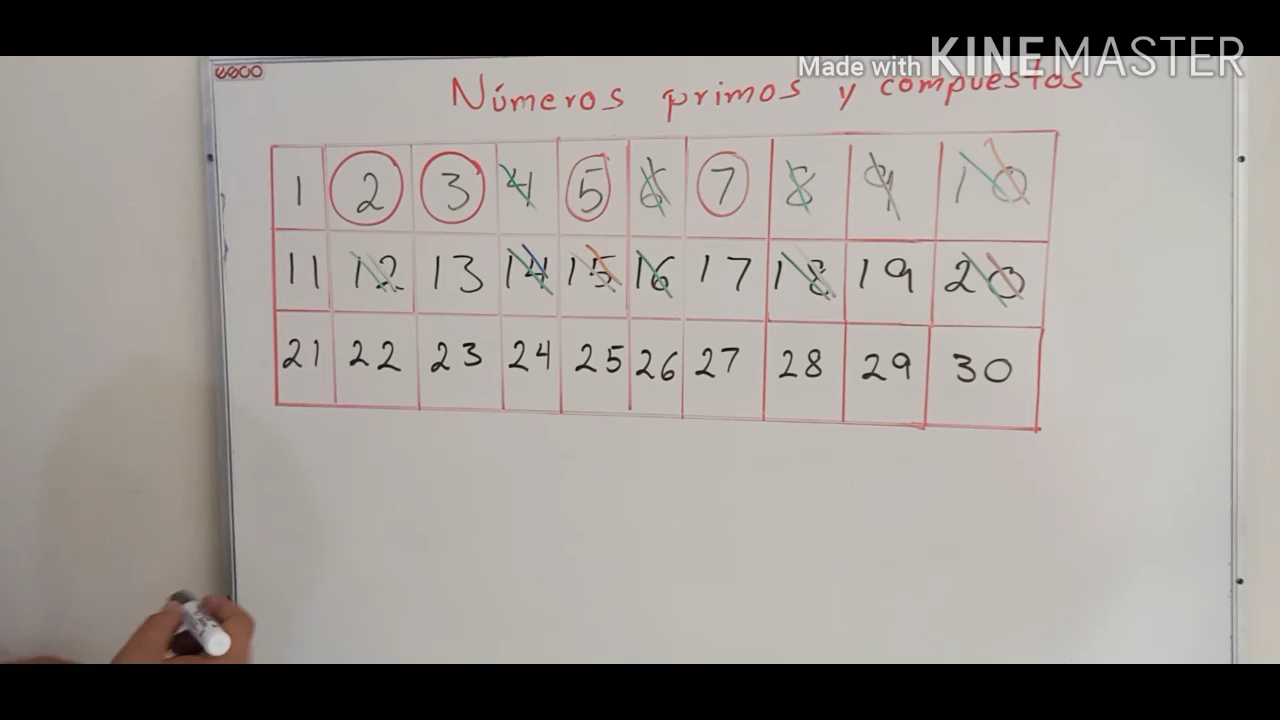 Made with KINEMASTER
Números primos y compuestos
1 2 3 4 5 6 7 8 9 10
11 12 13 14 15 16 17 18 19 20
21 22 23 24 25 26 27 28 29 30